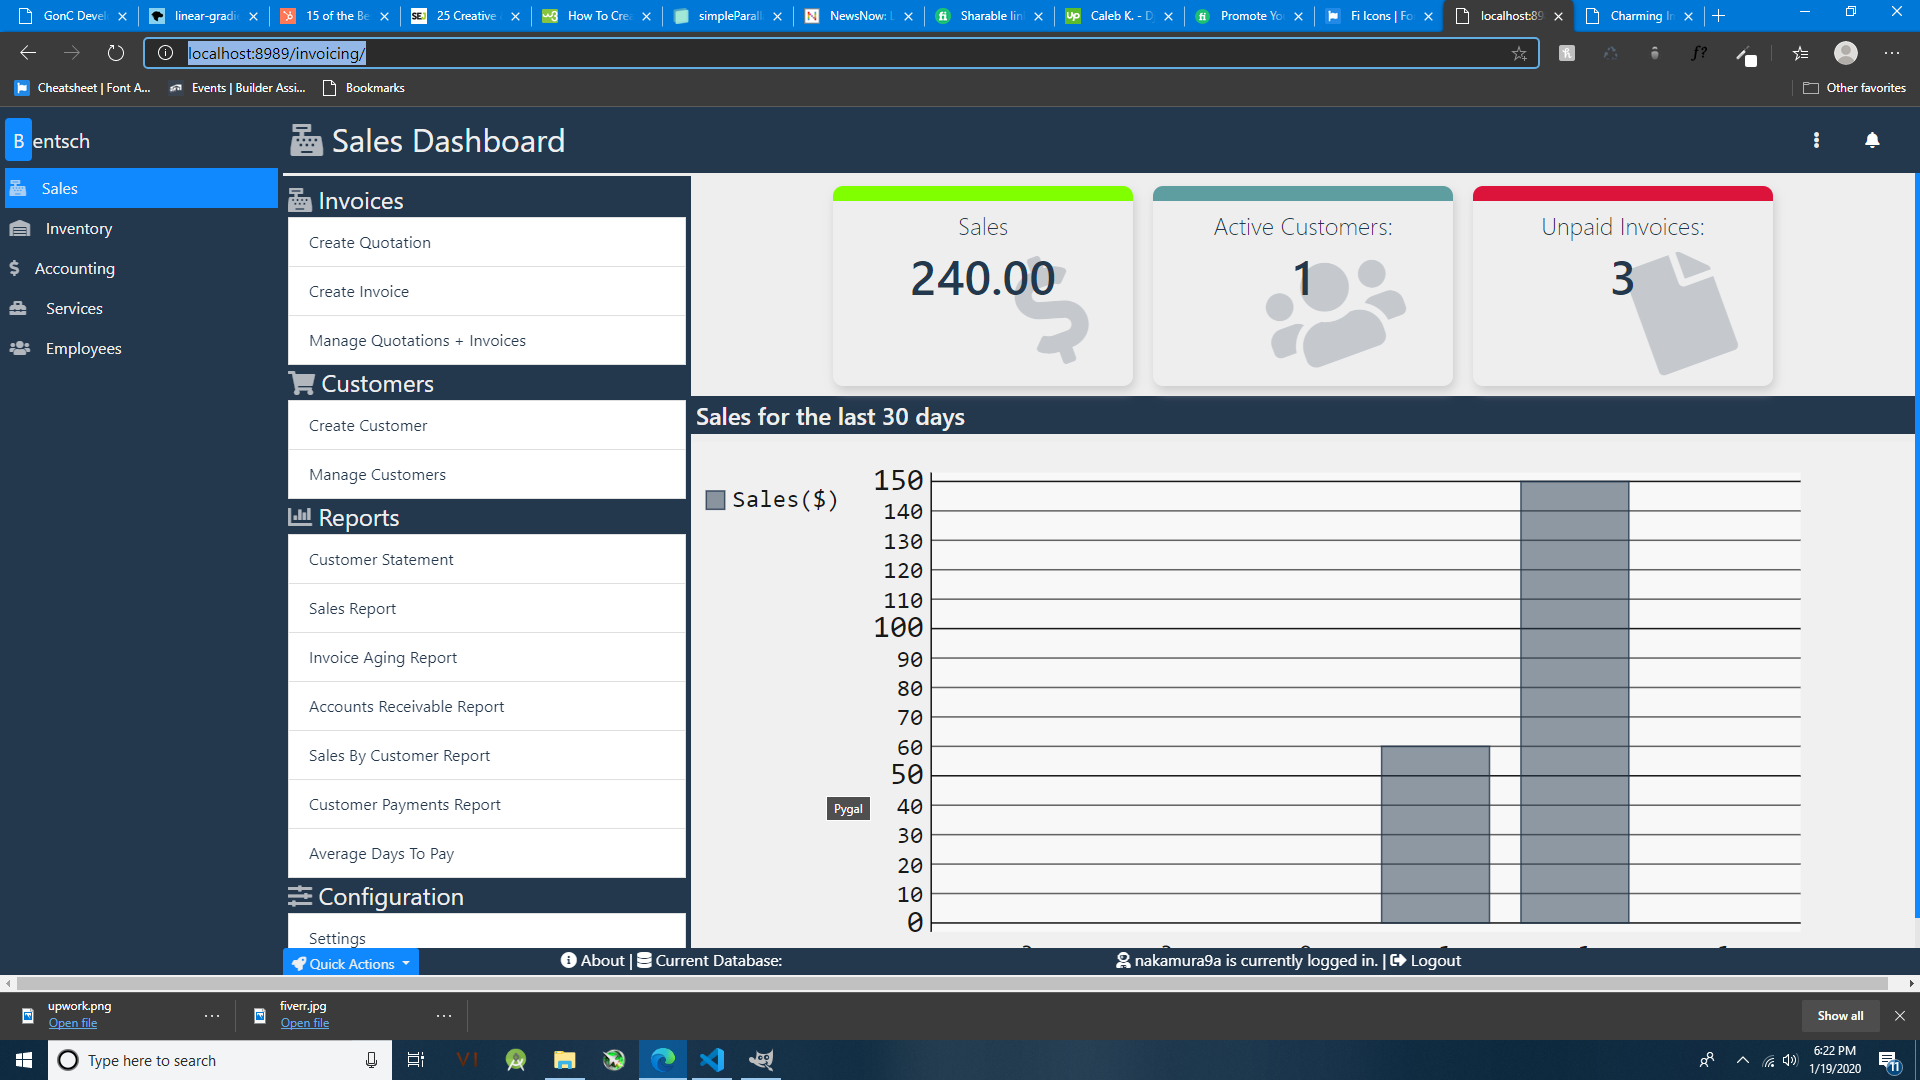 GonC Devel
linear-gradi
15 of the Be
25 Creative
How To Crea
simpleParall
NewsNow: L
Sharable lin
Caleb K. - D
Promote Yo
Fi Icons | Fo
localhost:89
Charming In
localhost:8989/invoicing/
Cheatsheet | Font A...
Events | Builder Assi...
Bookmarks
Other favorites
Bentsch
Sales
Inventory
Accounting
Services
Employees
Sales Dashboard
Invoices
Create Quotation
Create Invoice
Manage Quotations + Invoices
Customers
Create Customer
Manage Customers
Reports
Customer Statement
Sales Report
Invoice Aging Report
Accounts Receivable Report
Sales By Customer Report
Customer Payments Report
Average Days To Pay
Configuration
Settings
Sales
240.00
Active Customers:
1
Unpaid Invoices:
3
Sales for the last 30 days
Sales($)
150
140
130
120
110
100
90
80
70
60
50
40
30
20
10
0
Pygal
Quick Actions
About | Current Database:
nakamura9a is currently logged in. | Logout
upwork.png
Open file
fiverr.jpg
Open file
Show all
Type here to search
6:22 PM
1/19/2020
11